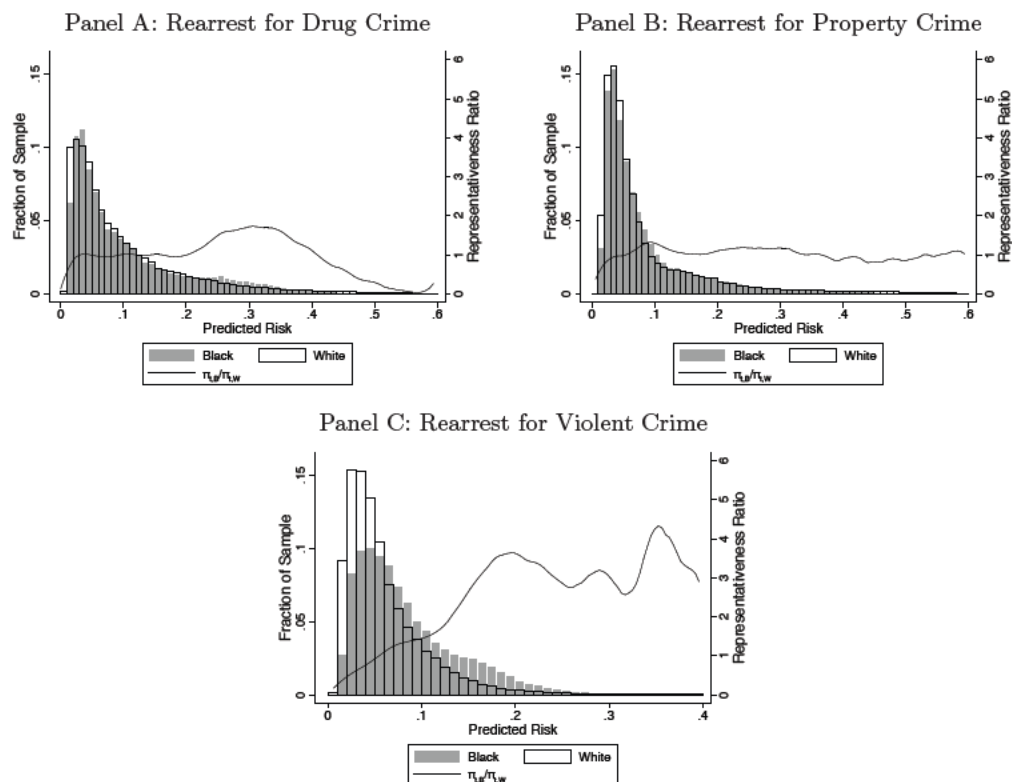 Panel A: Rearrest for Drug Crime
Fraction of Sample
0 .05 .1 .15
Representativeness Ratio
0 1 2 3 4 5 6
0 .1 .2 .3 .4 .5 .6
Predicted Risk
Black White
π_{t,B}/π_{t,W}
Panel B: Rearrest for Property Crime
Fraction of Sample
0 .05 .1 .15
Representativeness Ratio
0 1 2 3 4 5 6
0 .1 .2 .3 .4 .5 .6
Predicted Risk
Black White
π_{t,B}/π_{t,W}
Panel C: Rearrest for Violent Crime
Fraction of Sample
0 .05 .1 .15
Representativeness Ratio
0 1 2 3 4 5 6
0 .1 .2 .3 .4
Predicted Risk
Black White
π_{t,B}/π_{t,W}